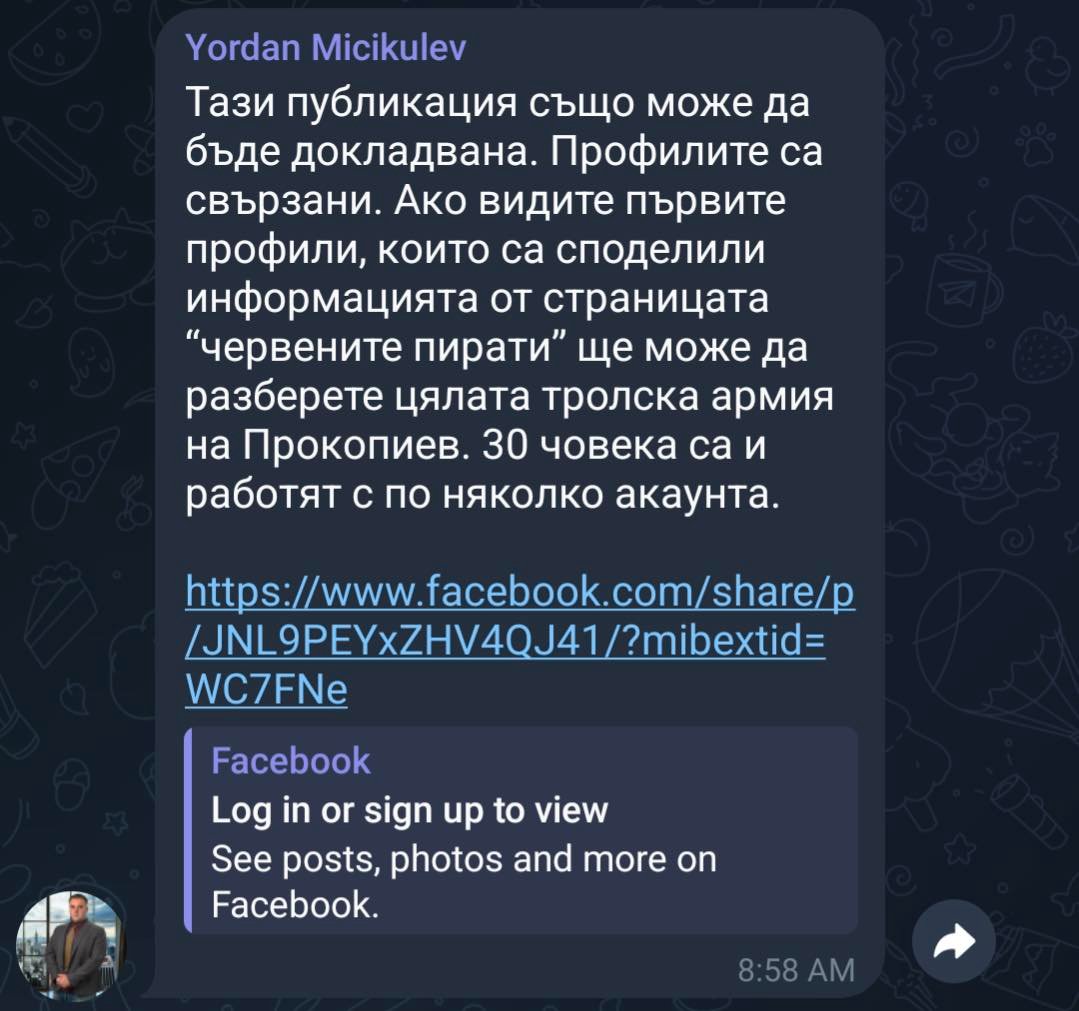 Yordan Micikulev
Тази публикация също може да
бъде докладвана. Профилите са
свързани. Ако видите първите
профили, които са споделили
информацията от страницата
“червените пирати” ще може да
разберете цялата тролска армия
на Прокопиев. 30 човека са и
работят с по няколко акаунта.
https://www.facebook.com/share/p
/JNL9PEYxZHV4QJ41/?mibextid=
WC7FNe
Facebook
Log in or sign up to view
See posts, photos and more on
Facebook.
8:58 AM